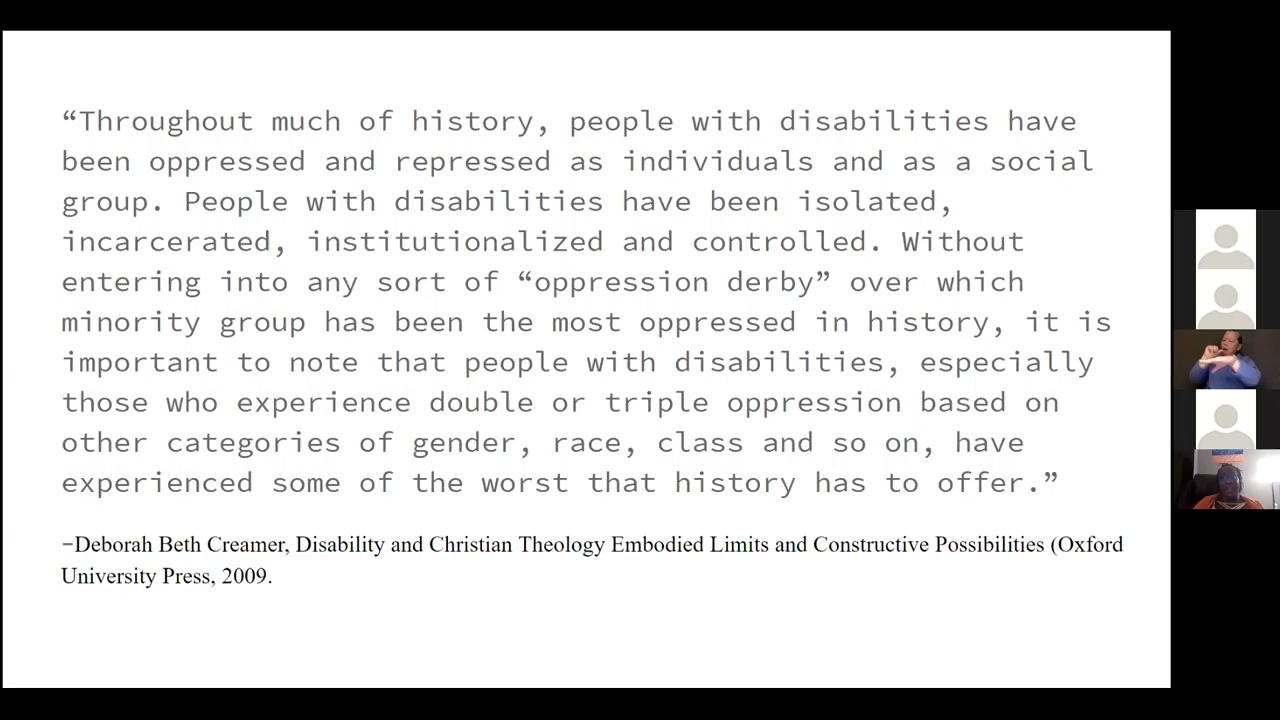 “Throughout much of history, people with disabilities have
been oppressed and repressed as individuals and as a social
group. People with disabilities have been isolated,
incarcerated, institutionalized and controlled. Without
entering into any sort of “oppression derby” over which
minority group has been the most oppressed in history, it is
important to note that people with disabilities, especially
those who experience double or triple oppression based on
other categories of gender, race, class and so on, have
experienced some of the worst that history has to offer.”
–Deborah Beth Creamer, Disability and Christian Theology Embodied Limits and Constructive Possibilities (Oxford
University Press, 2009.